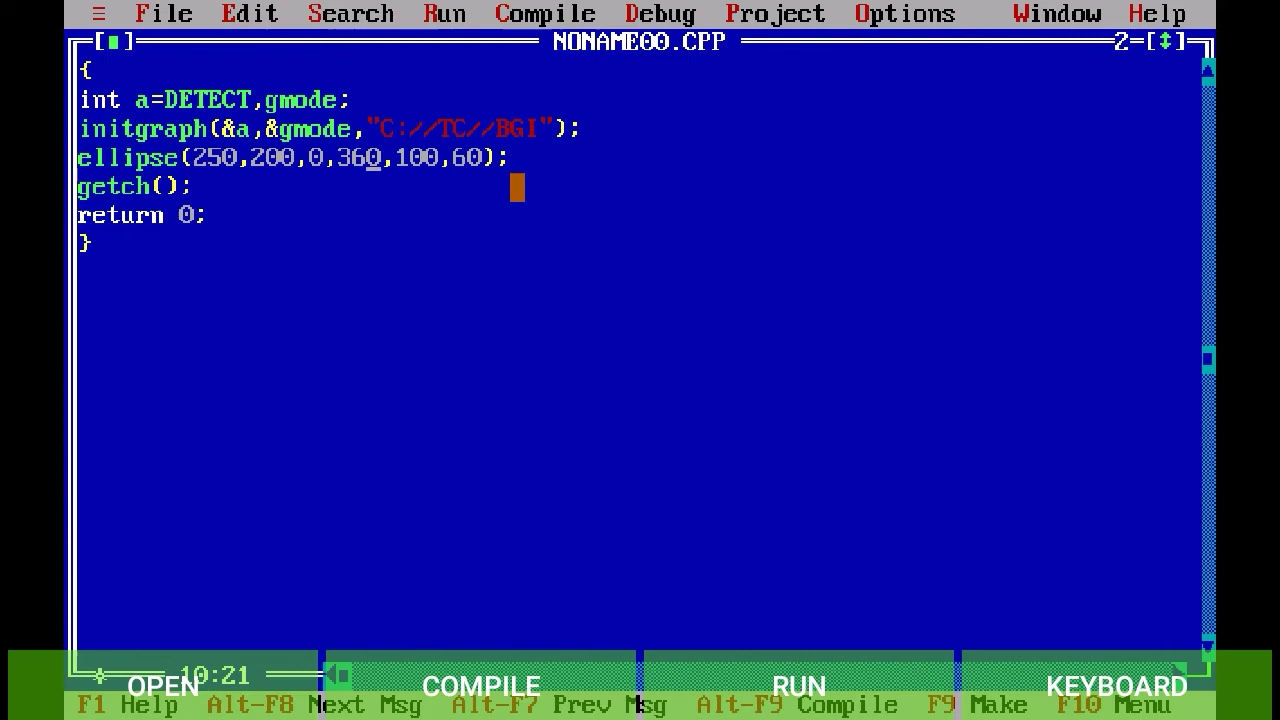 ≡ File Edit Search Run Compile Debug Project Options Window Help
[■] NONAME00.CPP 2=[↕]
{
int a=DETECT,gmode;
initgraph(&a,&gmode,"C://TC//BGI");
ellipse(250,200,0,360,100,60);
getch();
return 0;
}
10:21
OPEN COMPILE RUN KEYBOARD
F1 Help Alt-F8 Next Msg Alt-F7 Prev Msg Alt-F9 Compile F9 Make F10 Menu